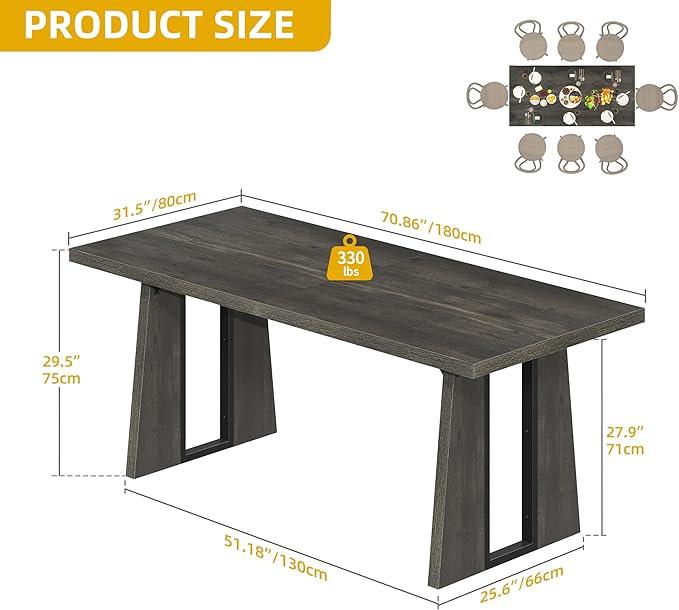 PRODUCT SIZE
31.5″/80cm
70.86″/180cm
330
lbs
29.5″
75cm
27.9″
71cm
51.18″/130cm
25.6″/66cm